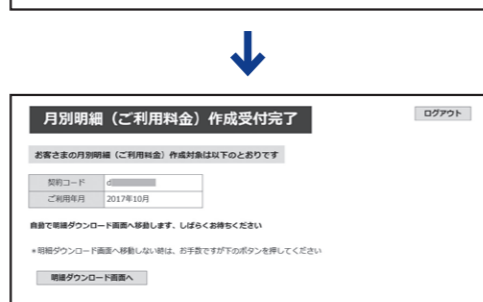 月別明細（ご利用料金）作成受付完了
ログアウト
お客さまの月別明細（ご利用料金）作成対象は以下のとおりです
契約コード d
ご利用年月 2017年10月
自動で明細ダウンロード画面へ移動します、しばらくお待ちください
*明細ダウンロード画面へ移動しない時は、お手数ですが下のボタンを押してください
明細ダウンロード画面へ